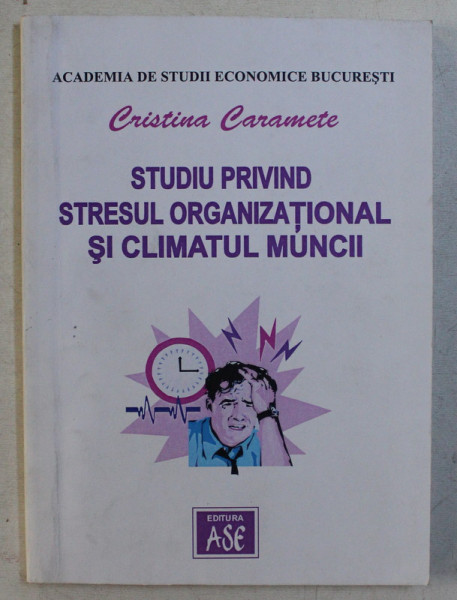 ACADEMIA DE STUDII ECONOMICE BUCUREŞTI
Cristina Caramete
STUDIU PRIVIND
STRESUL ORGANIZAŢIONAL
ŞI CLIMATUL MUNCII
EDITURA
ASE